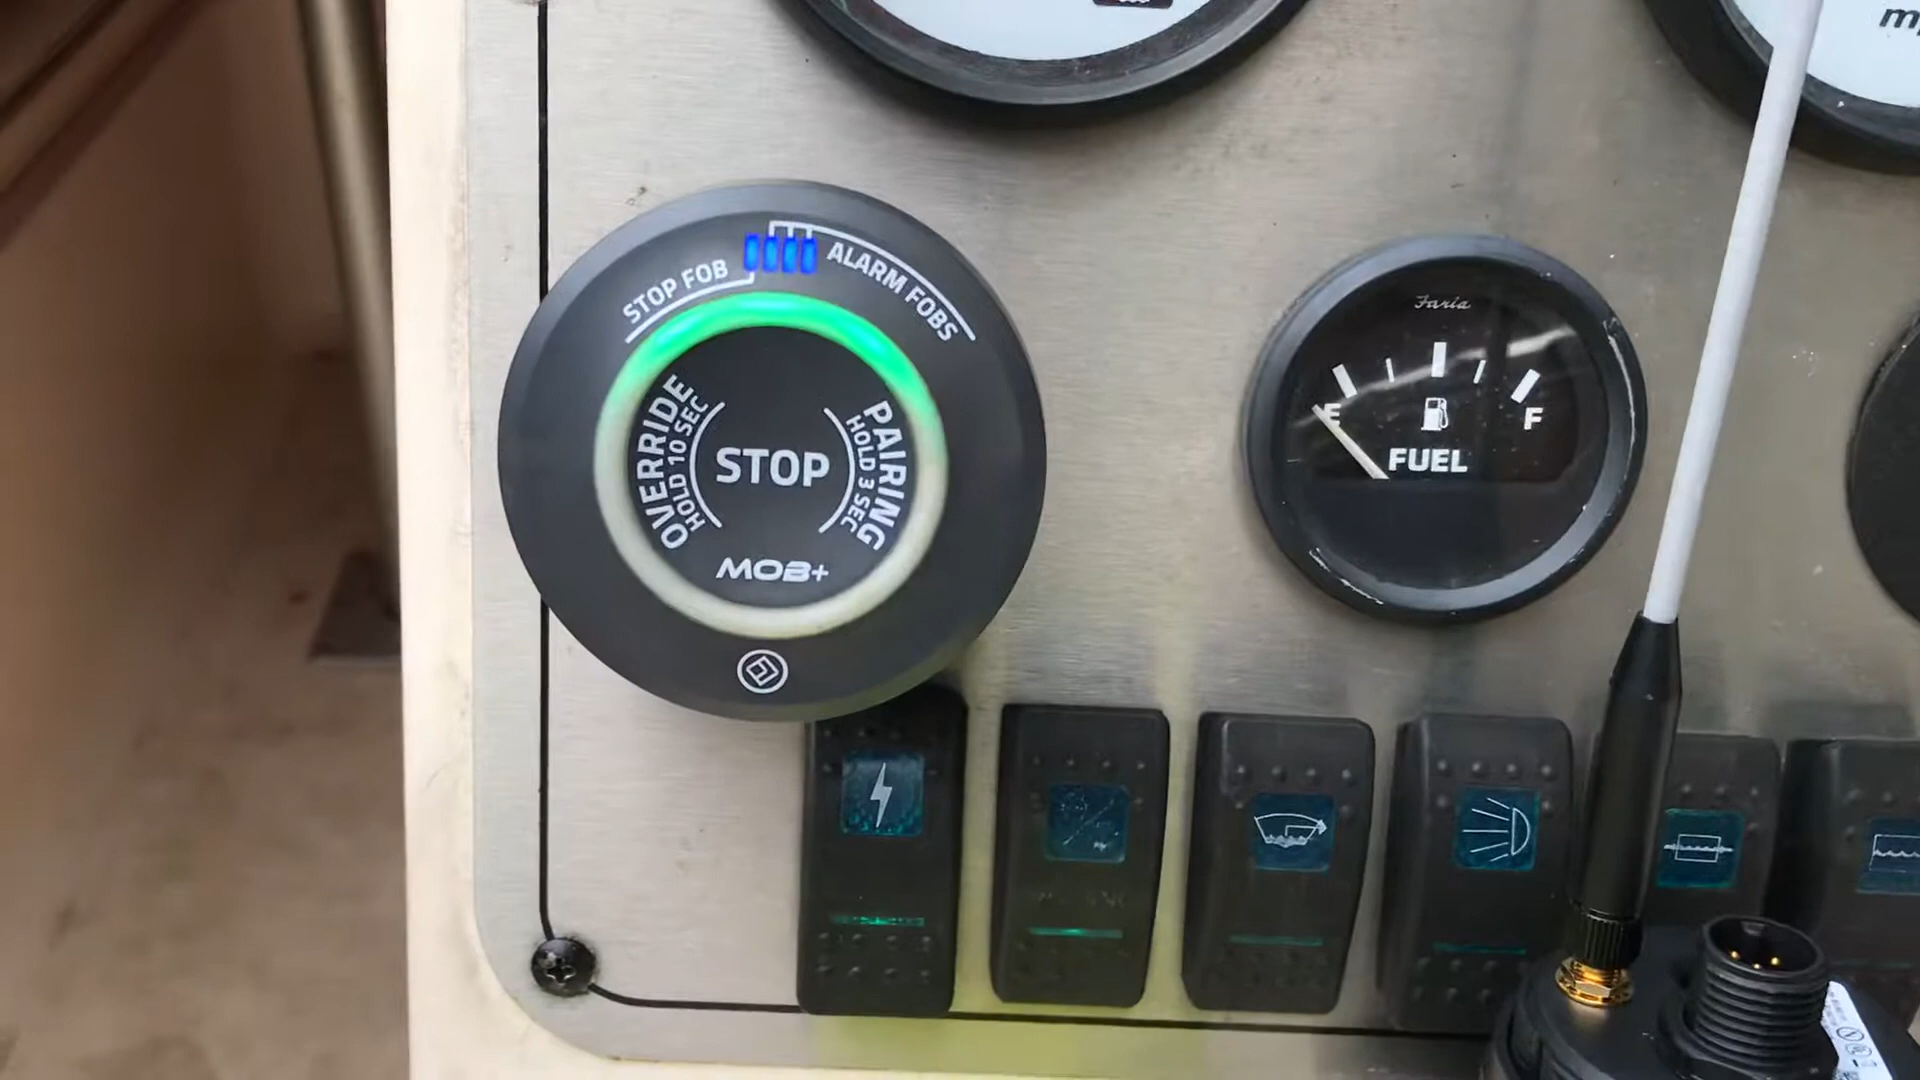 STOP FOB
ALARM FOBS
OVERRIDE
HOLD 10 SEC
STOP
PAIRING
HOLD 3 SEC
MOB+
Faria
E
F
FUEL